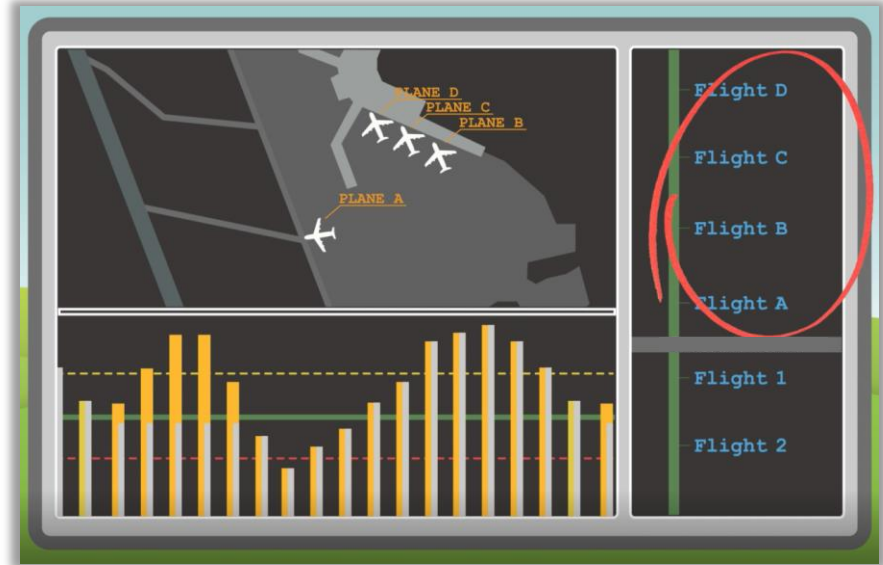 PLANE D
PLANE C
PLANE B
PLANE A
Flight D
Flight C
Flight B
Flight A
Flight 1
Flight 2